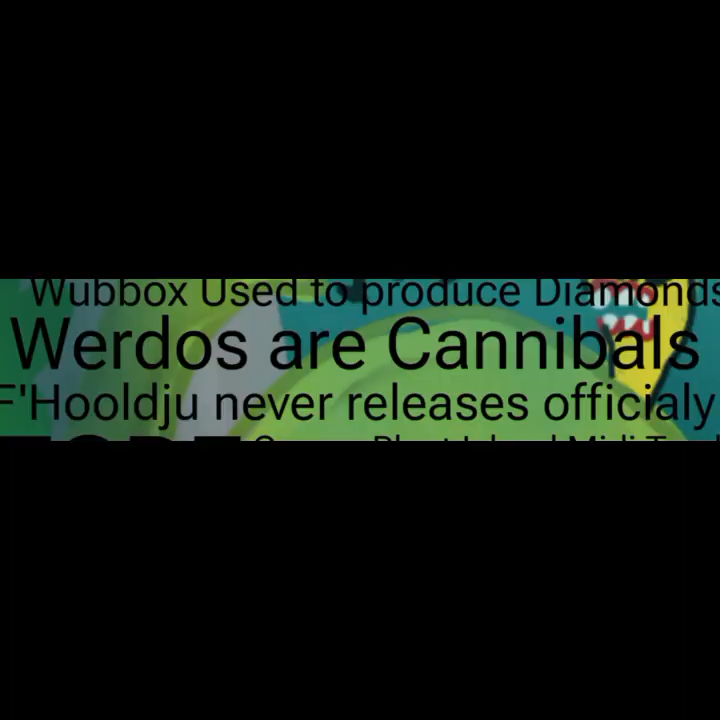 Wubbox Used to produce Diamonds
Werdos are Cannibals
F'Hooldju never releases officialy